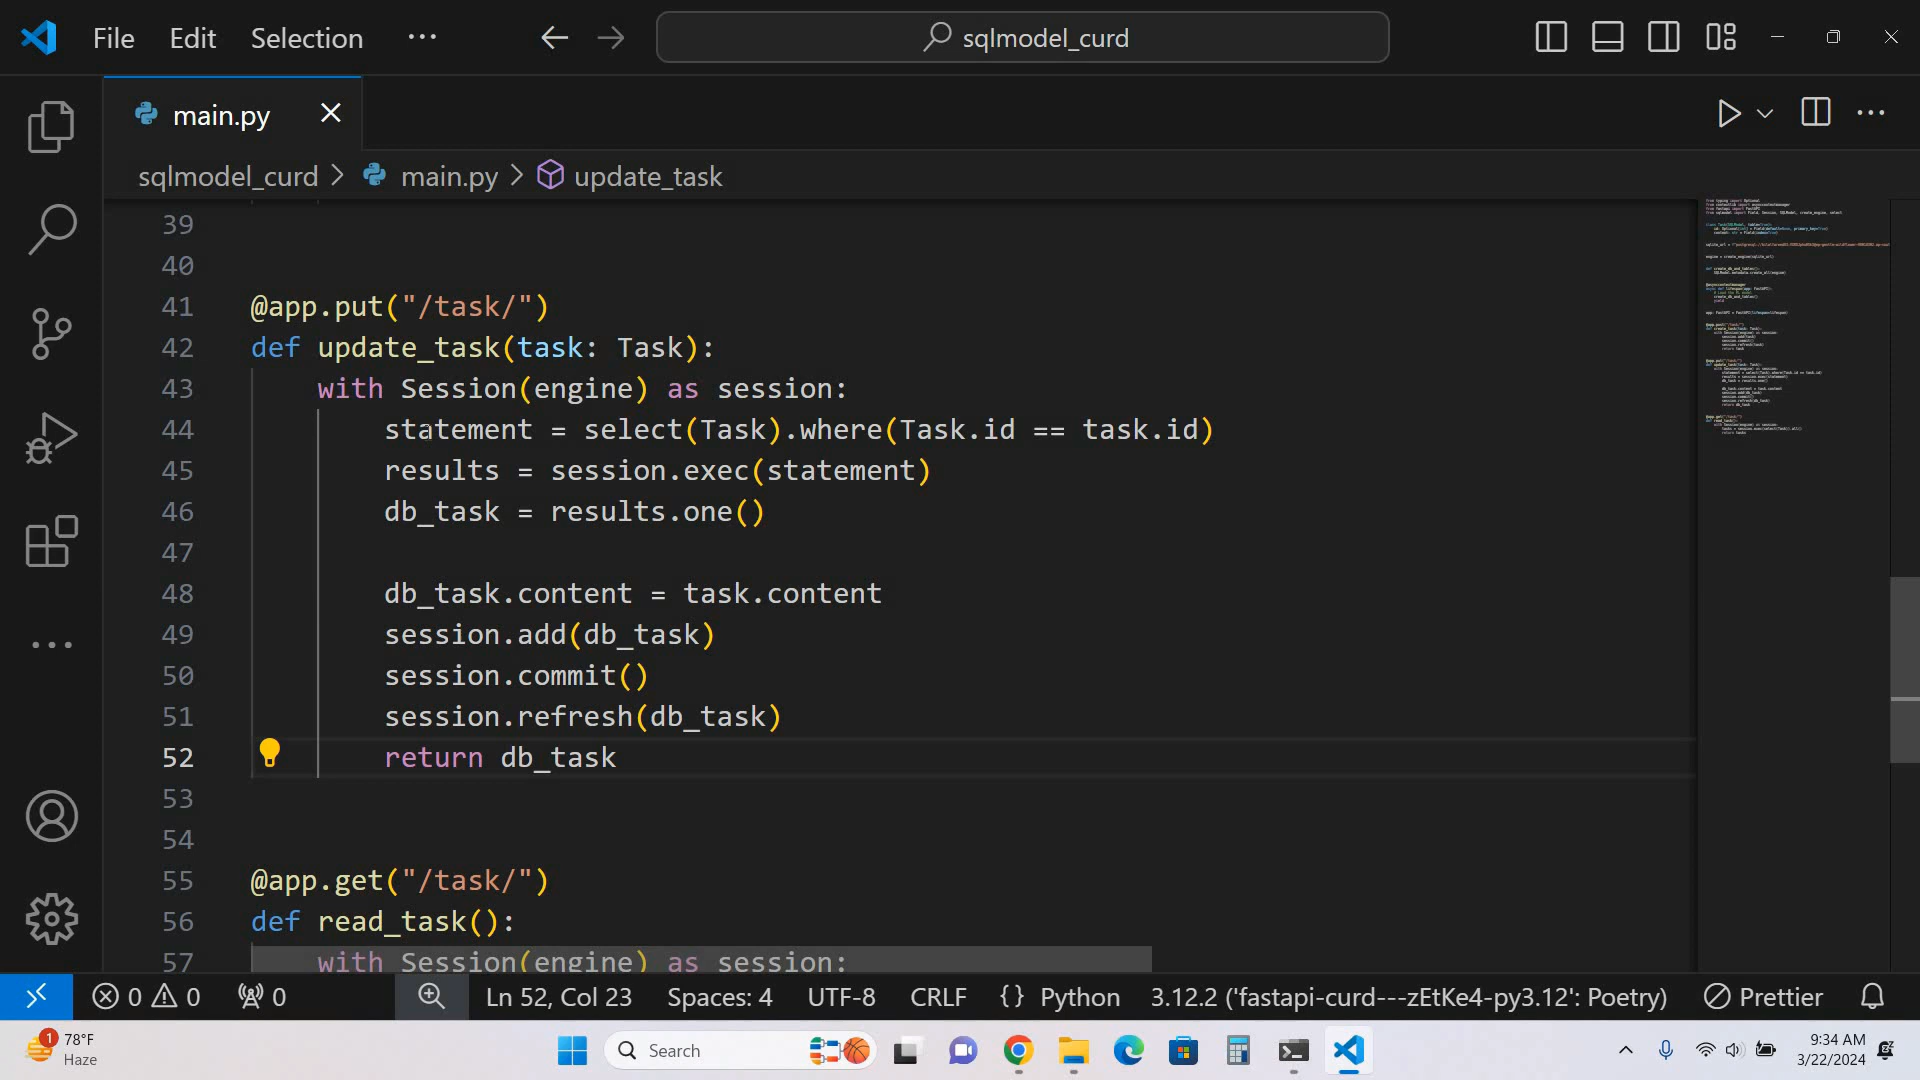 File Edit Selection ··· sqlmodel_curd
main.py
sqlmodel_curd > main.py > update_task
39
40
41 @app.put("/task/")
42 def update_task(task: Task):
43 with Session(engine) as session:
44 statement = select(Task).where(Task.id == task.id)
45 results = session.exec(statement)
46 db_task = results.one()
47
48 db_task.content = task.content
49 session.add(db_task)
50 session.commit()
51 session.refresh(db_task)
52 return db_task
53
54
55 @app.get("/task/")
56 def read_task():
57 with Session(engine) as session:
0 0 0 Ln 52, Col 23 Spaces: 4 UTF-8 CRLF {} Python 3.12.2 ('fastapi-curd---zEtKe4-py3.12': Poetry) Prettier
1 78°F Search 9:34 AM
Haze 3/22/2024